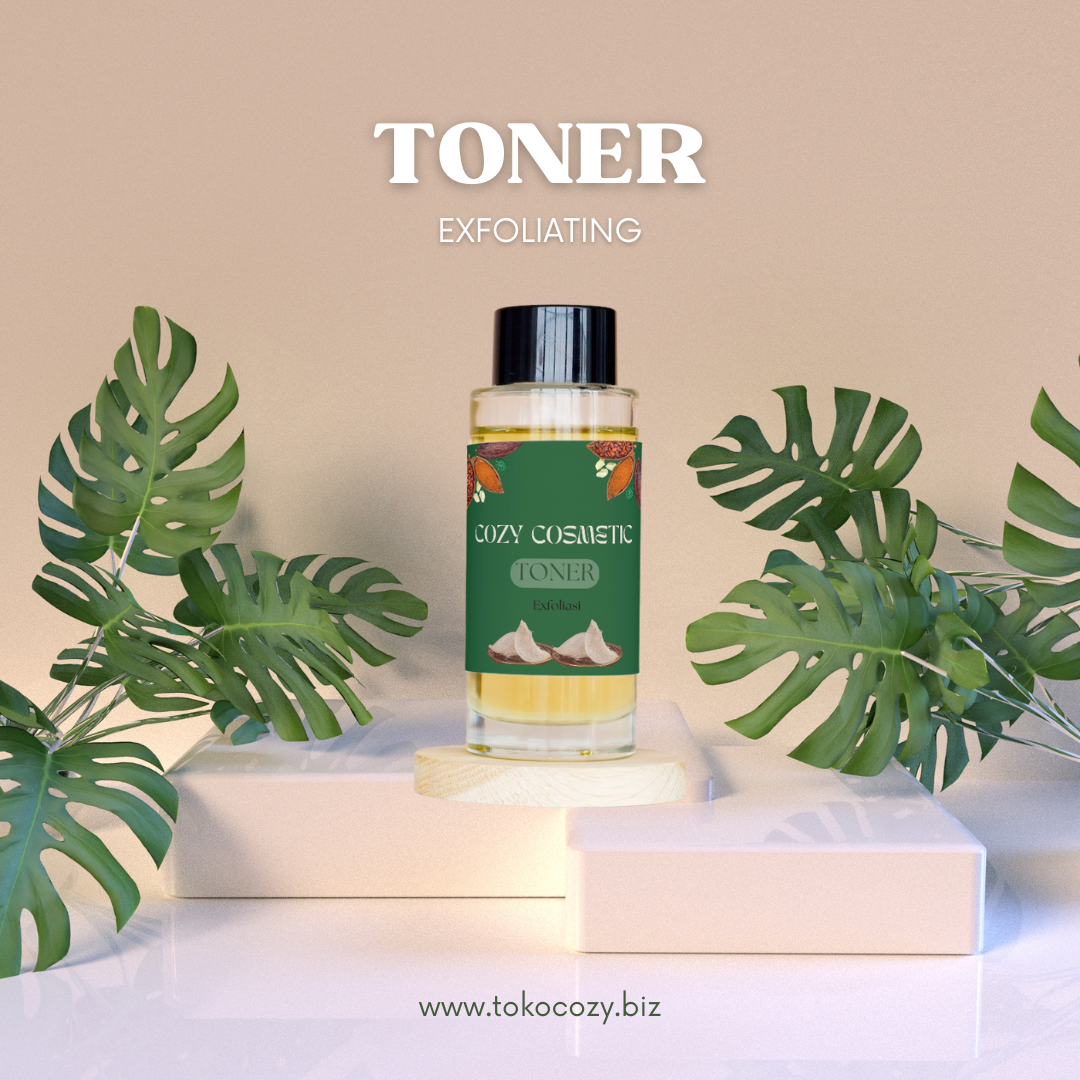 TONER
EXFOLIATING
COZY COSMETIC
TONER
Exfoliasi
www.tokocozy.biz